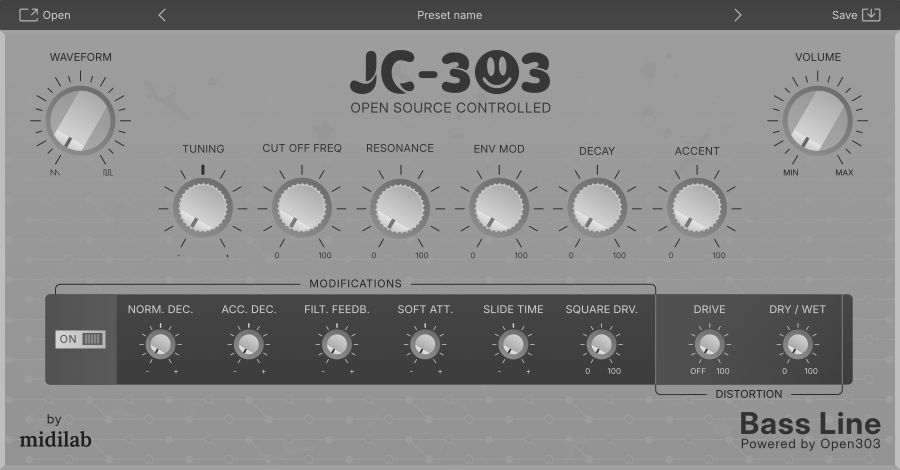 Open
Preset name
Save
WAVEFORM
JC-303
OPEN SOURCE CONTROLLED
VOLUME
MIN MAX
TUNING CUT OFF FREQ RESONANCE ENV MOD DECAY ACCENT
- + 0 100 0 100 0 100 0 100 0 100
MODIFICATIONS
NORM. DEC. ACC. DEC. FILT. FEEDB. SOFT ATT. SLIDE TIME SQUARE DRV. DRIVE DRY / WET
ON
- + - + - + - + - + 0 100 OFF 100 0 100
DISTORTION
by
midilab
Bass Line
Powered by Open303